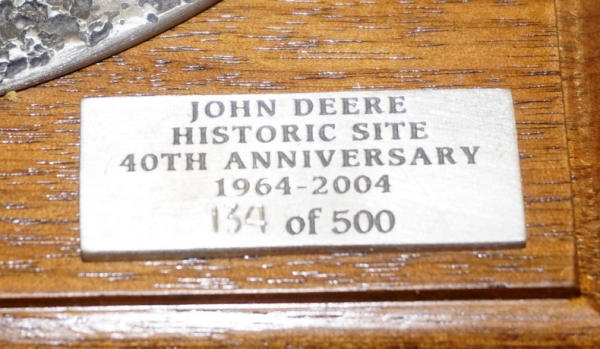 JOHN DEERE
HISTORIC SITE
40TH ANNIVERSARY
1964-2004
134 of 500